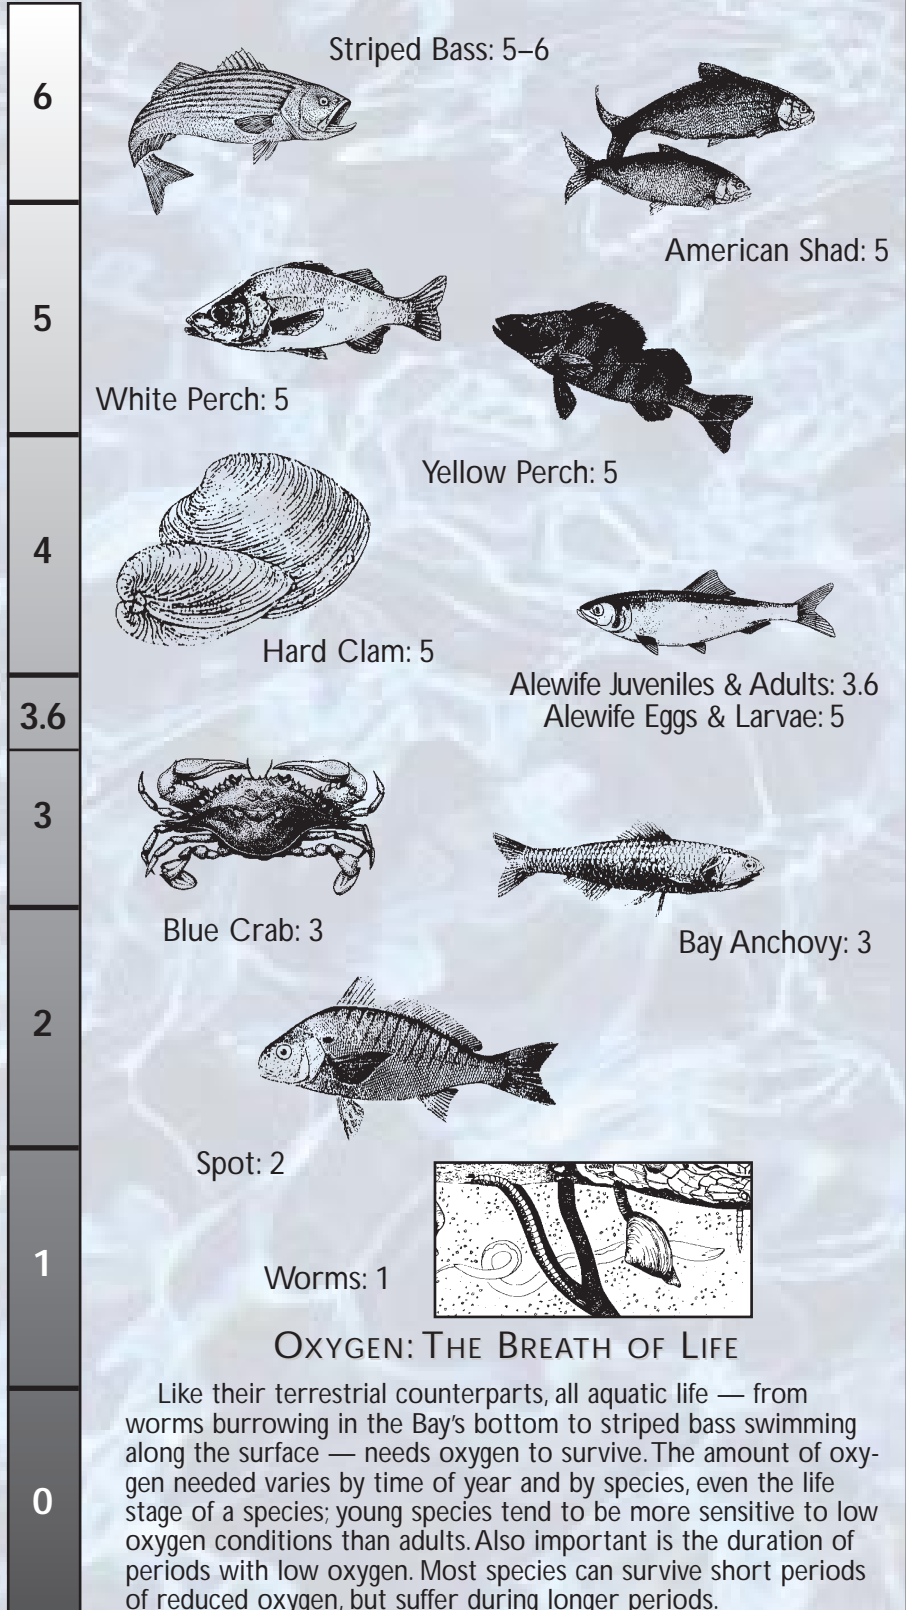 6
Striped Bass: 5–6
American Shad: 5
5
White Perch: 5
Yellow Perch: 5
4
Hard Clam: 5
Alewife Juveniles & Adults: 3.6
Alewife Eggs & Larvae: 5
3.6
3
Blue Crab: 3
Bay Anchovy: 3
2
Spot: 2
1
Worms: 1
OXYGEN: THE BREATH OF LIFE
Like their terrestrial counterparts, all aquatic life — from
worms burrowing in the Bay's bottom to striped bass swimming
along the surface — needs oxygen to survive. The amount of oxy-
gen needed varies by time of year and by species, even the life
stage of a species; young species tend to be more sensitive to low
oxygen conditions than adults. Also important is the duration of
periods with low oxygen. Most species can survive short periods
of reduced oxygen, but suffer during longer periods.
0